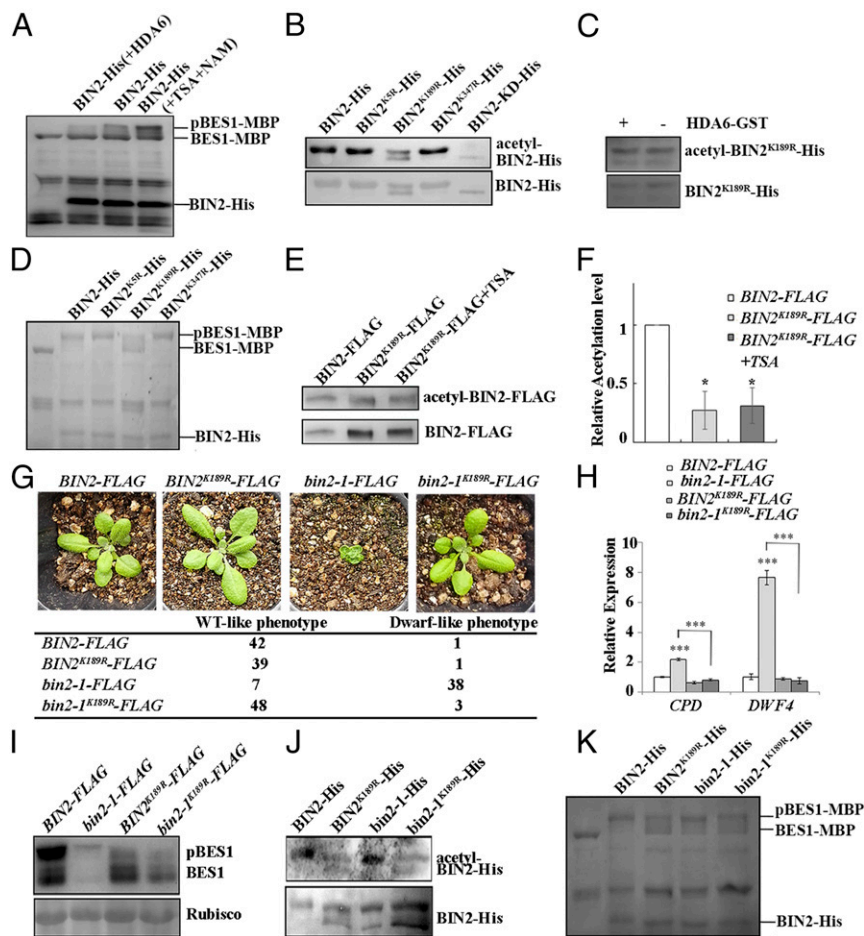 A
BIN2-His(+HDA6)
BIN2-His
BIN2-His
(+TSA+NAM)
pBES1-MBP
BES1-MBP
BIN2-His
B
BIN2-His
BIN2K5R-His
BIN2K189R-His
BIN2K347R-His
BIN2-KD-His
acetyl-
BIN2-His
BIN2-His
C
+ - HDA6-GST
acetyl-BIN2K189R-His
BIN2K189R-His
D
BIN2-His
BIN2K5R-His
BIN2K189R-His
BIN2K347R-His
pBES1-MBP
BES1-MBP
BIN2-His
E
BIN2-FLAG
BIN2K189R-FLAG
BIN2K189R-FLAG+TSA
acetyl-BIN2-FLAG
BIN2-FLAG
F
Relative Acetylation level
1
0.5
0
* *
BIN2-FLAG
BIN2K189R-FLAG
BIN2K189R-FLAG
+TSA
G
BIN2-FLAG BIN2K189R-FLAG bin2-1-FLAG bin2-1K189R-FLAG
WT-like phenotype Dwarf-like phenotype
BIN2-FLAG 42 1
BIN2K189R-FLAG 39 1
bin2-1-FLAG 7 38
bin2-1K189R-FLAG 48 3
H
BIN2-FLAG
bin2-1-FLAG
BIN2K189R-FLAG
bin2-1K189R-FLAG
Relative Expression
10
8
6
4
2
0
***
***
***
***
CPD DWF4
I
BIN2-FLAG
bin2-1-FLAG
BIN2K189R-FLAG
bin2-1K189R-FLAG
pBES1
BES1
Rubisco
J
BIN2-His
BIN2K189R-His
bin2-1-His
bin2-1K189R-His
acetyl-
BIN2-His
BIN2-His
K
BIN2-His
BIN2K189R-His
bin2-1-His
bin2-1K189R-His
pBES1-MBP
BES1-MBP
BIN2-His